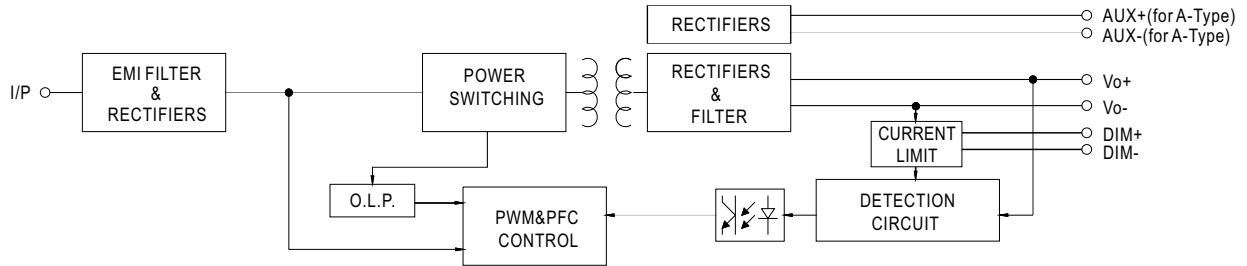 RECTIFIERS
AUX+(for A-Type)
AUX-(for A-Type)
I/P
EMI FILTER
&
RECTIFIERS
POWER
SWITCHING
RECTIFIERS
&
FILTER
Vo+
Vo-
CURRENT
LIMIT
DIM+
DIM-
O.L.P.
PWM&PFC
CONTROL
DETECTION
CIRCUIT